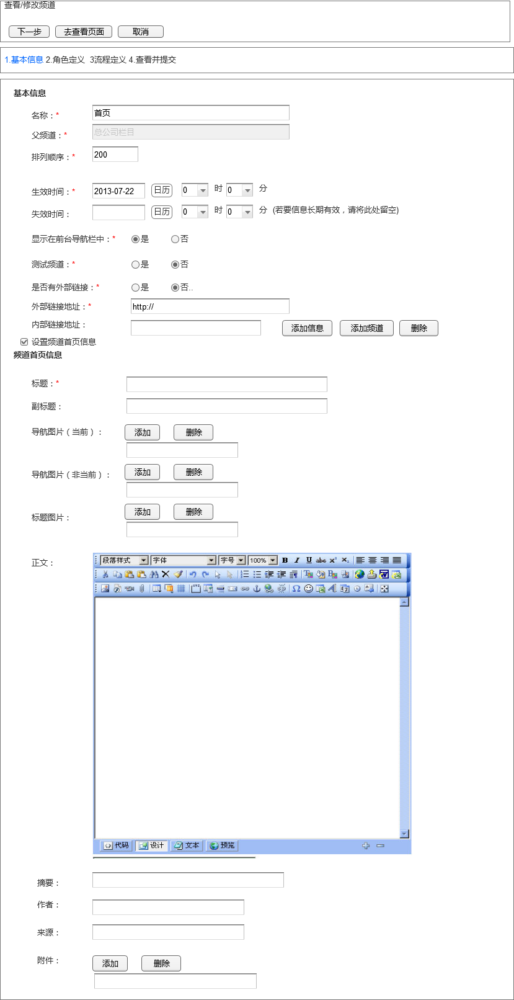 查看/修改频道
下一步 去查看页面 取消
1.基本信息 2.角色定义 3流程定义 4.查看并提交
基本信息
名称：* 首页
父频道：* 总公司栏目
排列顺序：* 200
生效时间：* 2013-07-22 日历 0 时 0 分
失效时间： 日历 0 时 0 分 (若要信息长期有效，请将此处留空)
显示在前台导航栏中：* 是 否
测试频道：* 是 否
是否有外部链接：* 是 否..
外部链接地址：* http://
内部链接地址： 添加信息 添加频道 删除
设置频道首页信息
频道首页信息
标题：*
副标题：
导航图片（当前）： 添加 删除
导航图片（非当前）： 添加 删除
标题图片： 添加 删除
正文： 段落样式 字体 字号 100% B I U abc x² x₂
代码 设计 文本 预览
摘要：
作者：
来源：
附件： 添加 删除